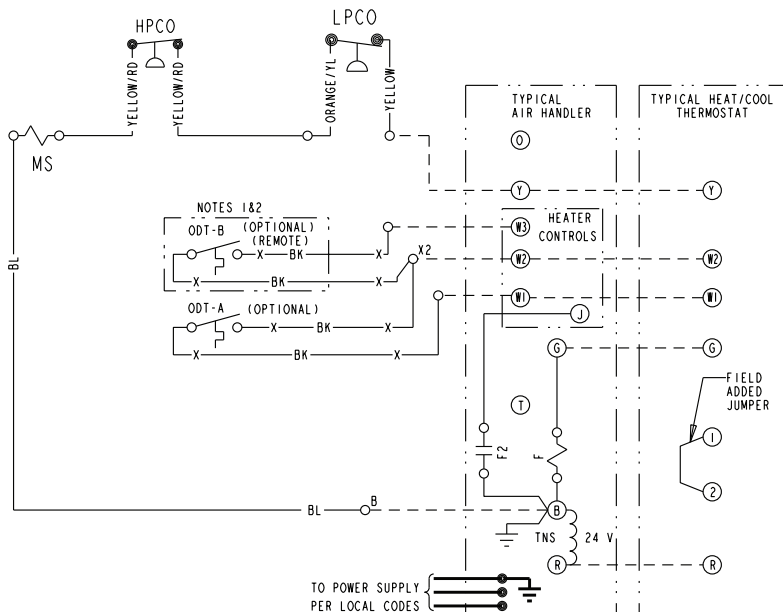 HPCO
LPCO
YELLOW/RD
YELLOW/RD
ORANGE/YL
YELLOW
MS
TYPICAL
AIR HANDLER
TYPICAL HEAT/COOL
THERMOSTAT
O
Y
Y
NOTES 1&2
ODT-B
(OPTIONAL)
(REMOTE)
X
BK
X
X
BK
X
X2
W3
HEATER
CONTROLS
W2
W2
W1
W1
ODT-A
(OPTIONAL)
X
BK
X
X
BK
X
J
G
G
BL
FIELD
ADDED
JUMPER
T
1
2
F2
F
BL
B
B
TNS
24 V
R
R
TO POWER SUPPLY
PER LOCAL CODES